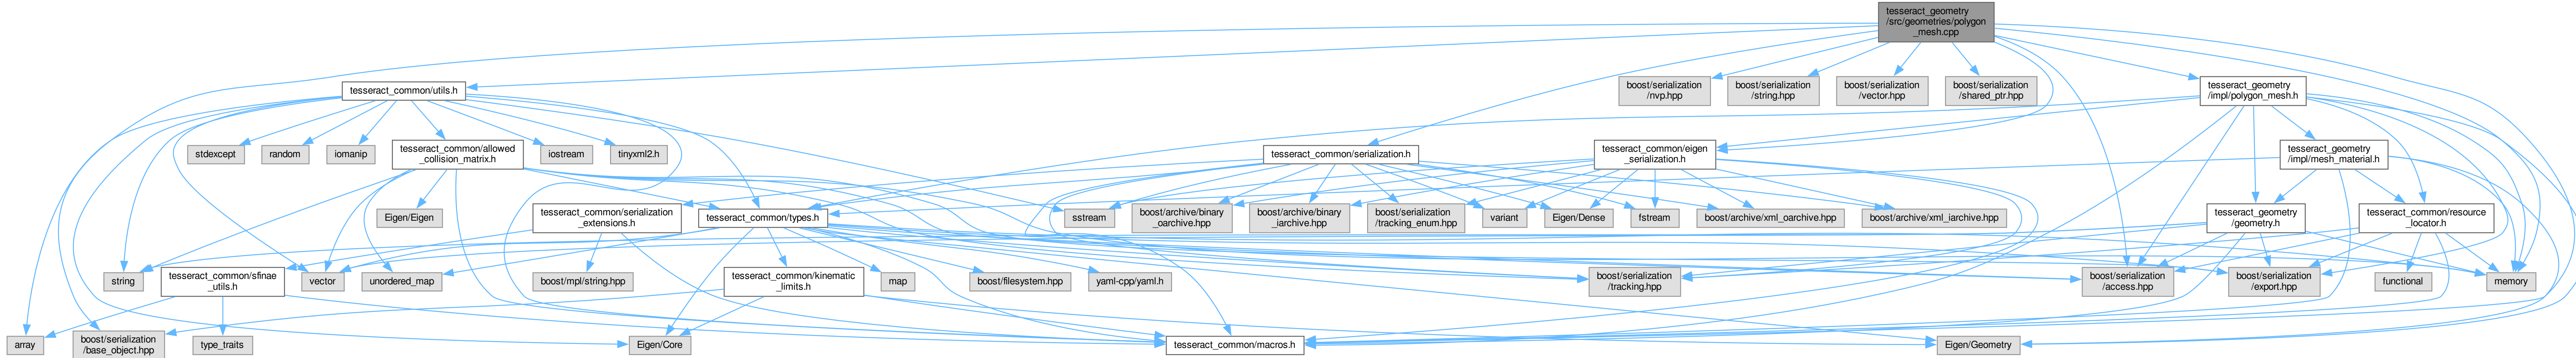 tesseract_geometry
/src/geometries/polygon
_mesh.cpp
tesseract_common/utils.h
boost/serialization
/nvp.hpp
boost/serialization
/string.hpp
boost/serialization
/vector.hpp
boost/serialization
/shared_ptr.hpp
tesseract_geometry
/impl/polygon_mesh.h
stdexcept
random
iomanip
tesseract_common/allowed
_collision_matrix.h
iostream
tinyxml2.h
tesseract_common/serialization.h
tesseract_common/eigen
_serialization.h
tesseract_geometry
/impl/mesh_material.h
Eigen/Eigen
tesseract_common/serialization
_extensions.h
tesseract_common/types.h
sstream
boost/archive/binary
_oarchive.hpp
boost/archive/binary
_iarchive.hpp
boost/serialization
/tracking_enum.hpp
variant
Eigen/Dense
fstream
boost/archive/xml_oarchive.hpp
boost/archive/xml_iarchive.hpp
tesseract_geometry
/geometry.h
tesseract_common/resource
_locator.h
string
tesseract_common/sfinae
_utils.h
vector
unordered_map
boost/mpl/string.hpp
tesseract_common/kinematic
_limits.h
map
boost/filesystem.hpp
yaml-cpp/yaml.h
boost/serialization
/tracking.hpp
boost/serialization
/access.hpp
boost/serialization
/export.hpp
functional
memory
array
boost/serialization
/base_object.hpp
type_traits
Eigen/Core
tesseract_common/macros.h
Eigen/Geometry